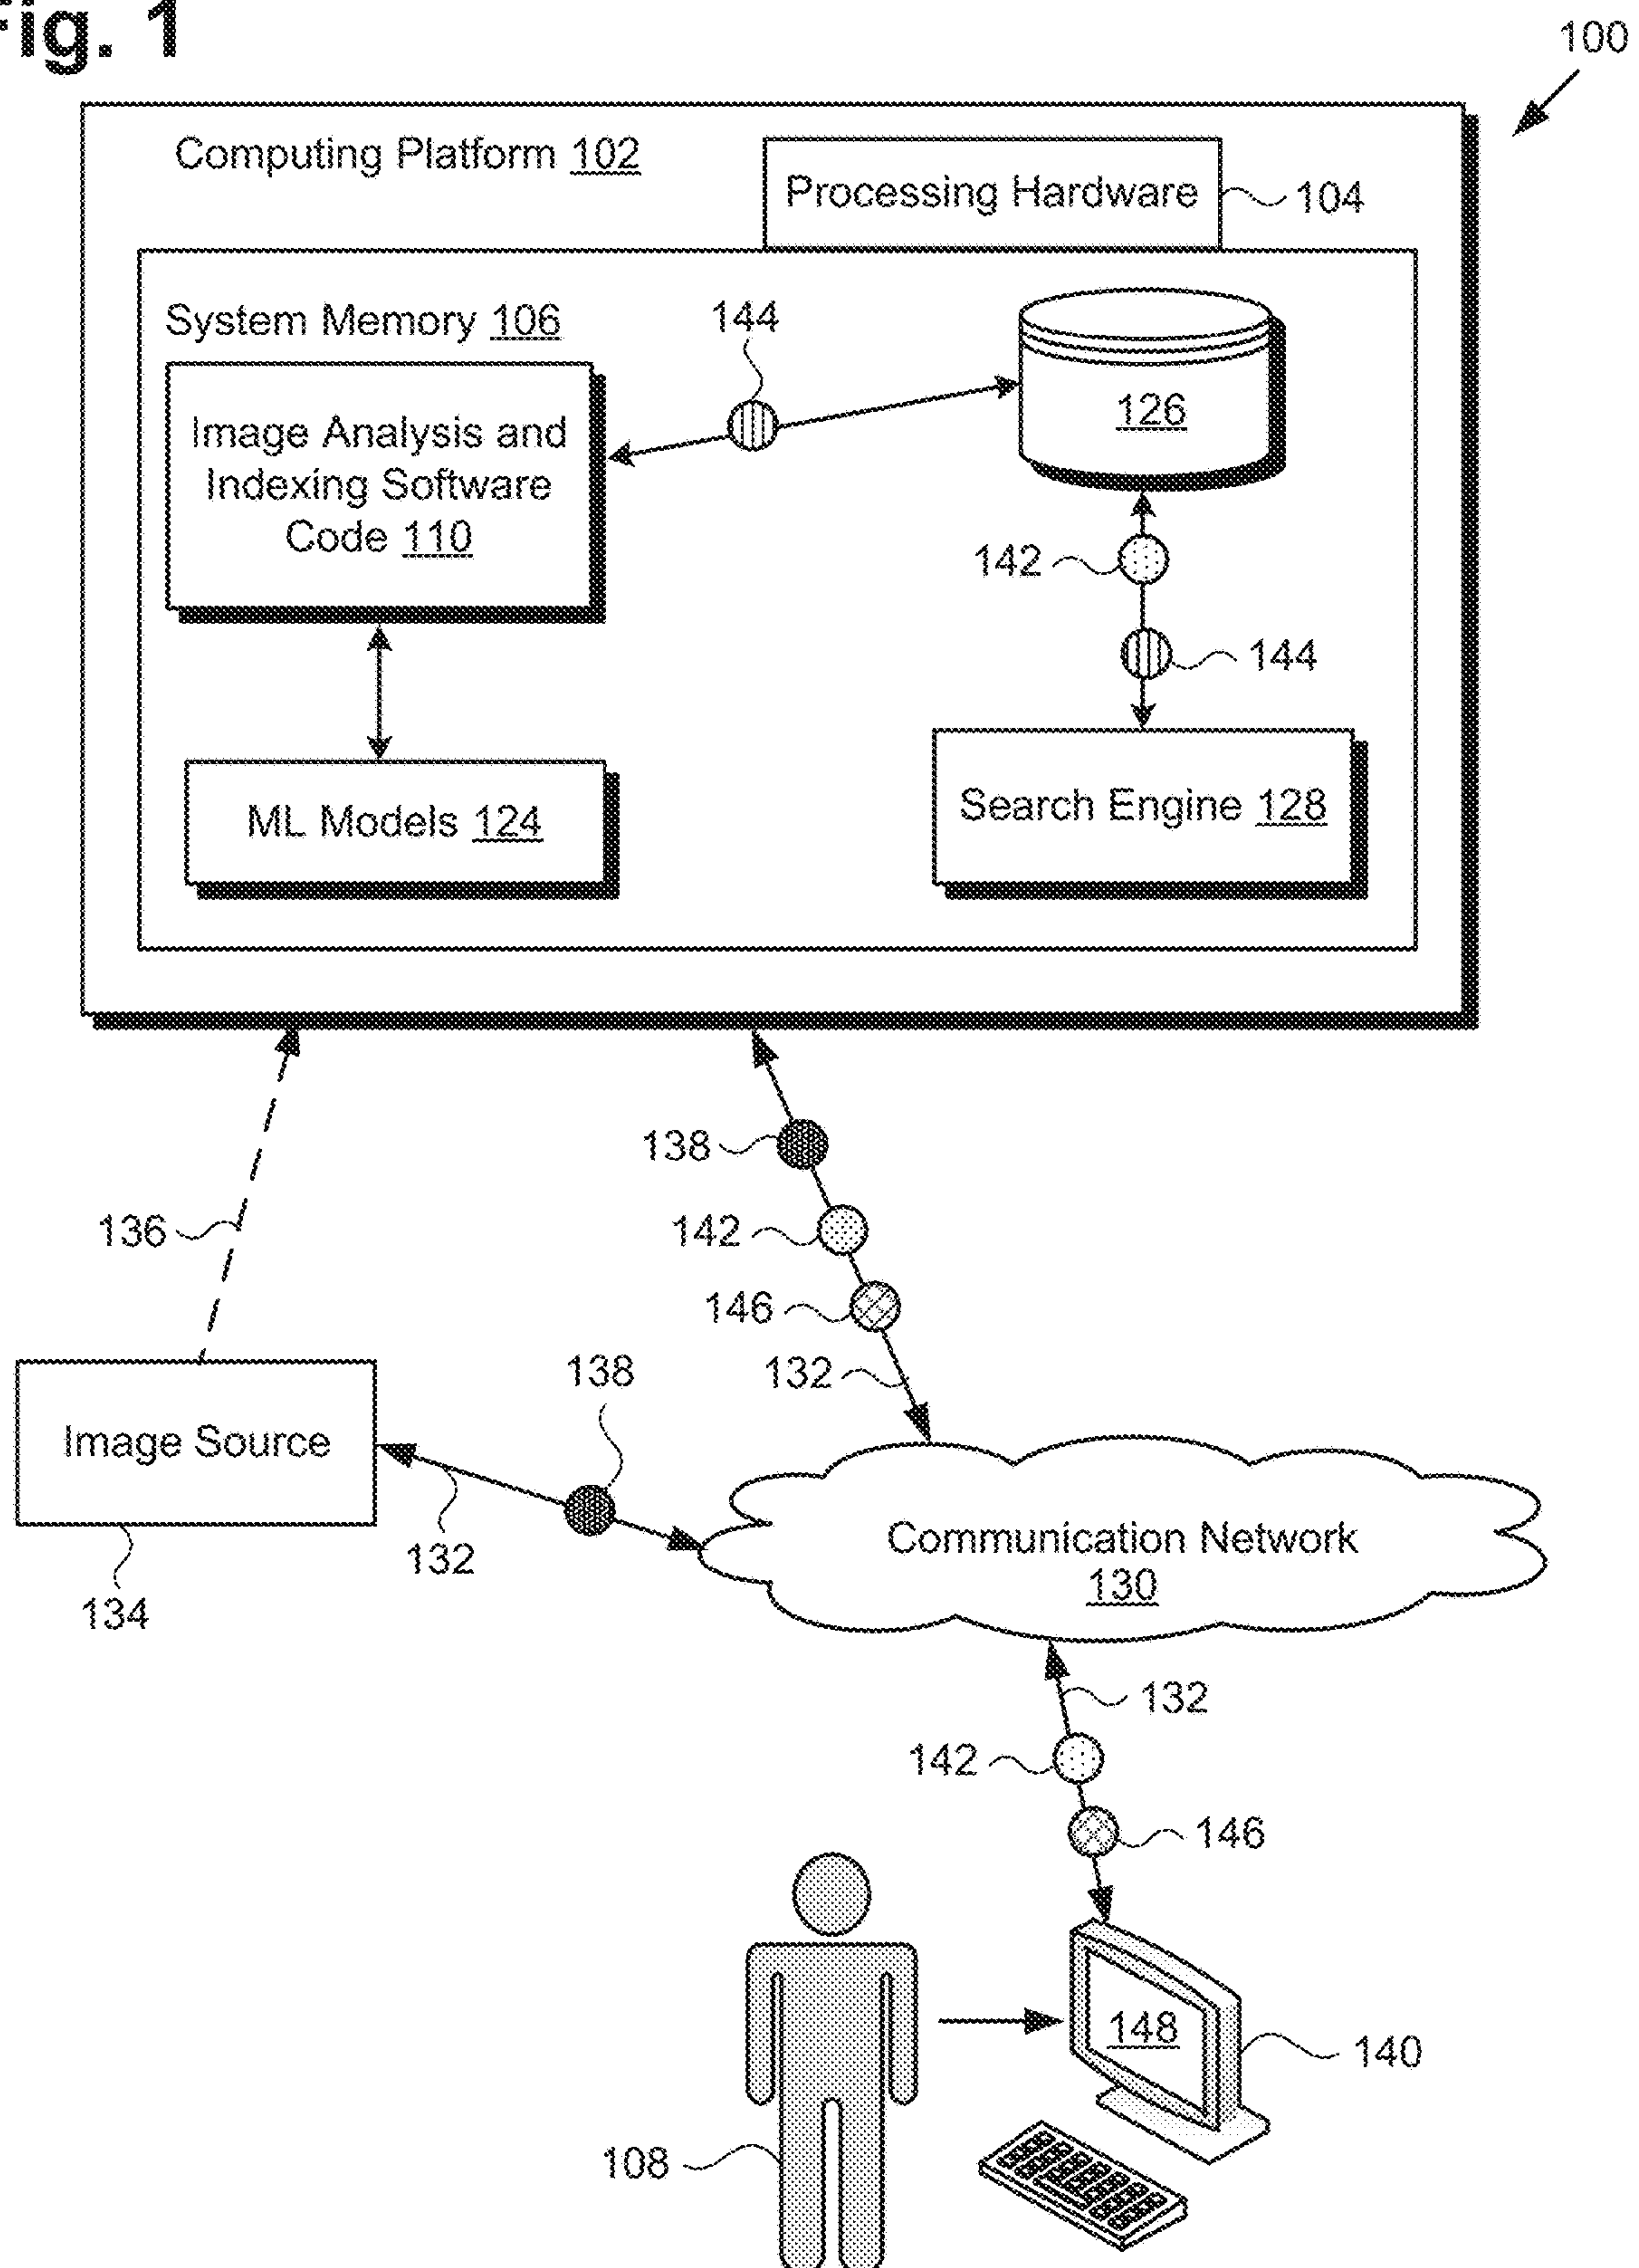 Fig. 1
100
Computing Platform 102
Processing Hardware
104
System Memory 106
144
Image Analysis and
Indexing Software
Code 110
126
142
144
ML Models 124
Search Engine 128
138
136
142
146
132
138
Image Source
132
134
Communication Network
130
132
142
146
148
140
108